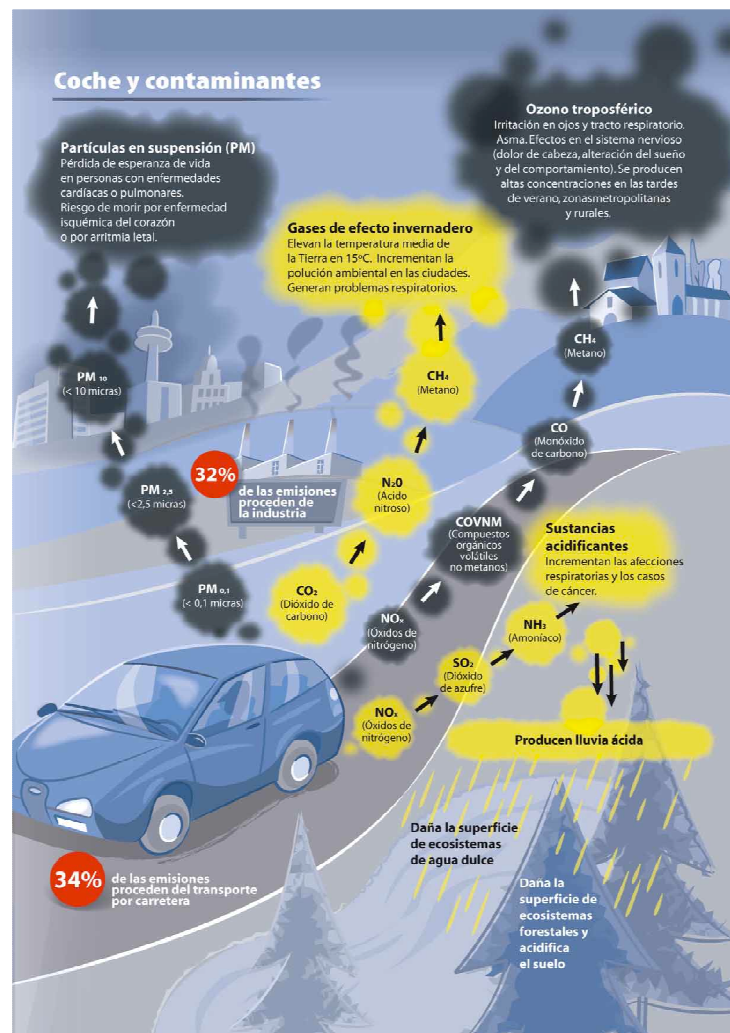 Coche y contaminantes
Partículas en suspensión (PM)
Pérdida de esperanza de vida
en personas con enfermedades
cardíacas o pulmonares.
Riesgo de morir por enfermedad
isquémica del corazón
o por arritmia letal.
PM 10
(< 10 micras)
PM 2,5
(<2,5 micras)
PM 0,1
(< 0,1 micras)
Gases de efecto invernadero
Elevan la temperatura media de
la Tierra en 15ºC. Incrementan la
polución ambiental en las ciudades.
Generan problemas respiratorios.
CH4
(Metano)
N20
(Acido
nitroso)
CO2
(Dióxido de
carbono)
Ozono troposférico
Irritación en ojos y tracto respiratorio.
Asma. Efectos en el sistema nervioso
(dolor de cabeza, alteración del sueño
y del comportamiento). Se producen
altas concentraciones en las tardes
de verano, zonasmetropolitanas
y rurales.
CH4
(Metano)
CO
(Monóxido
de carbono)
COVNM
(Compuestos
orgánicos
volátiles
no metanos)
NOx
(Óxidos de
nitrógeno)
32%
de las emisiones
proceden de
la industria
Sustancias
acidificantes
Incrementan las afecciones
respiratorias y los casos
de cáncer.
NH3
(Amoníaco)
SO2
(Dióxido
de azufre)
NOx
(Óxidos de
nitrógeno)
Producen lluvia ácida
Daña la superficie
de ecosistemas
de agua dulce
Daña la
superficie de
ecosistemas
forestales y
acidifica
el suelo
34%
de las emisiones
proceden del transporte
por carretera